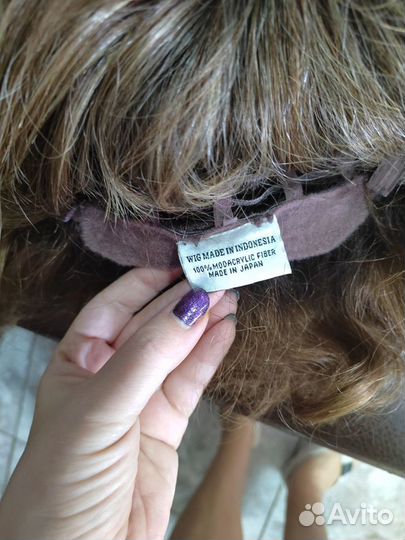 WIG MADE IN INDONESIA
100% MODACRYLIC FIBER
MADE IN JAPAN
Avito